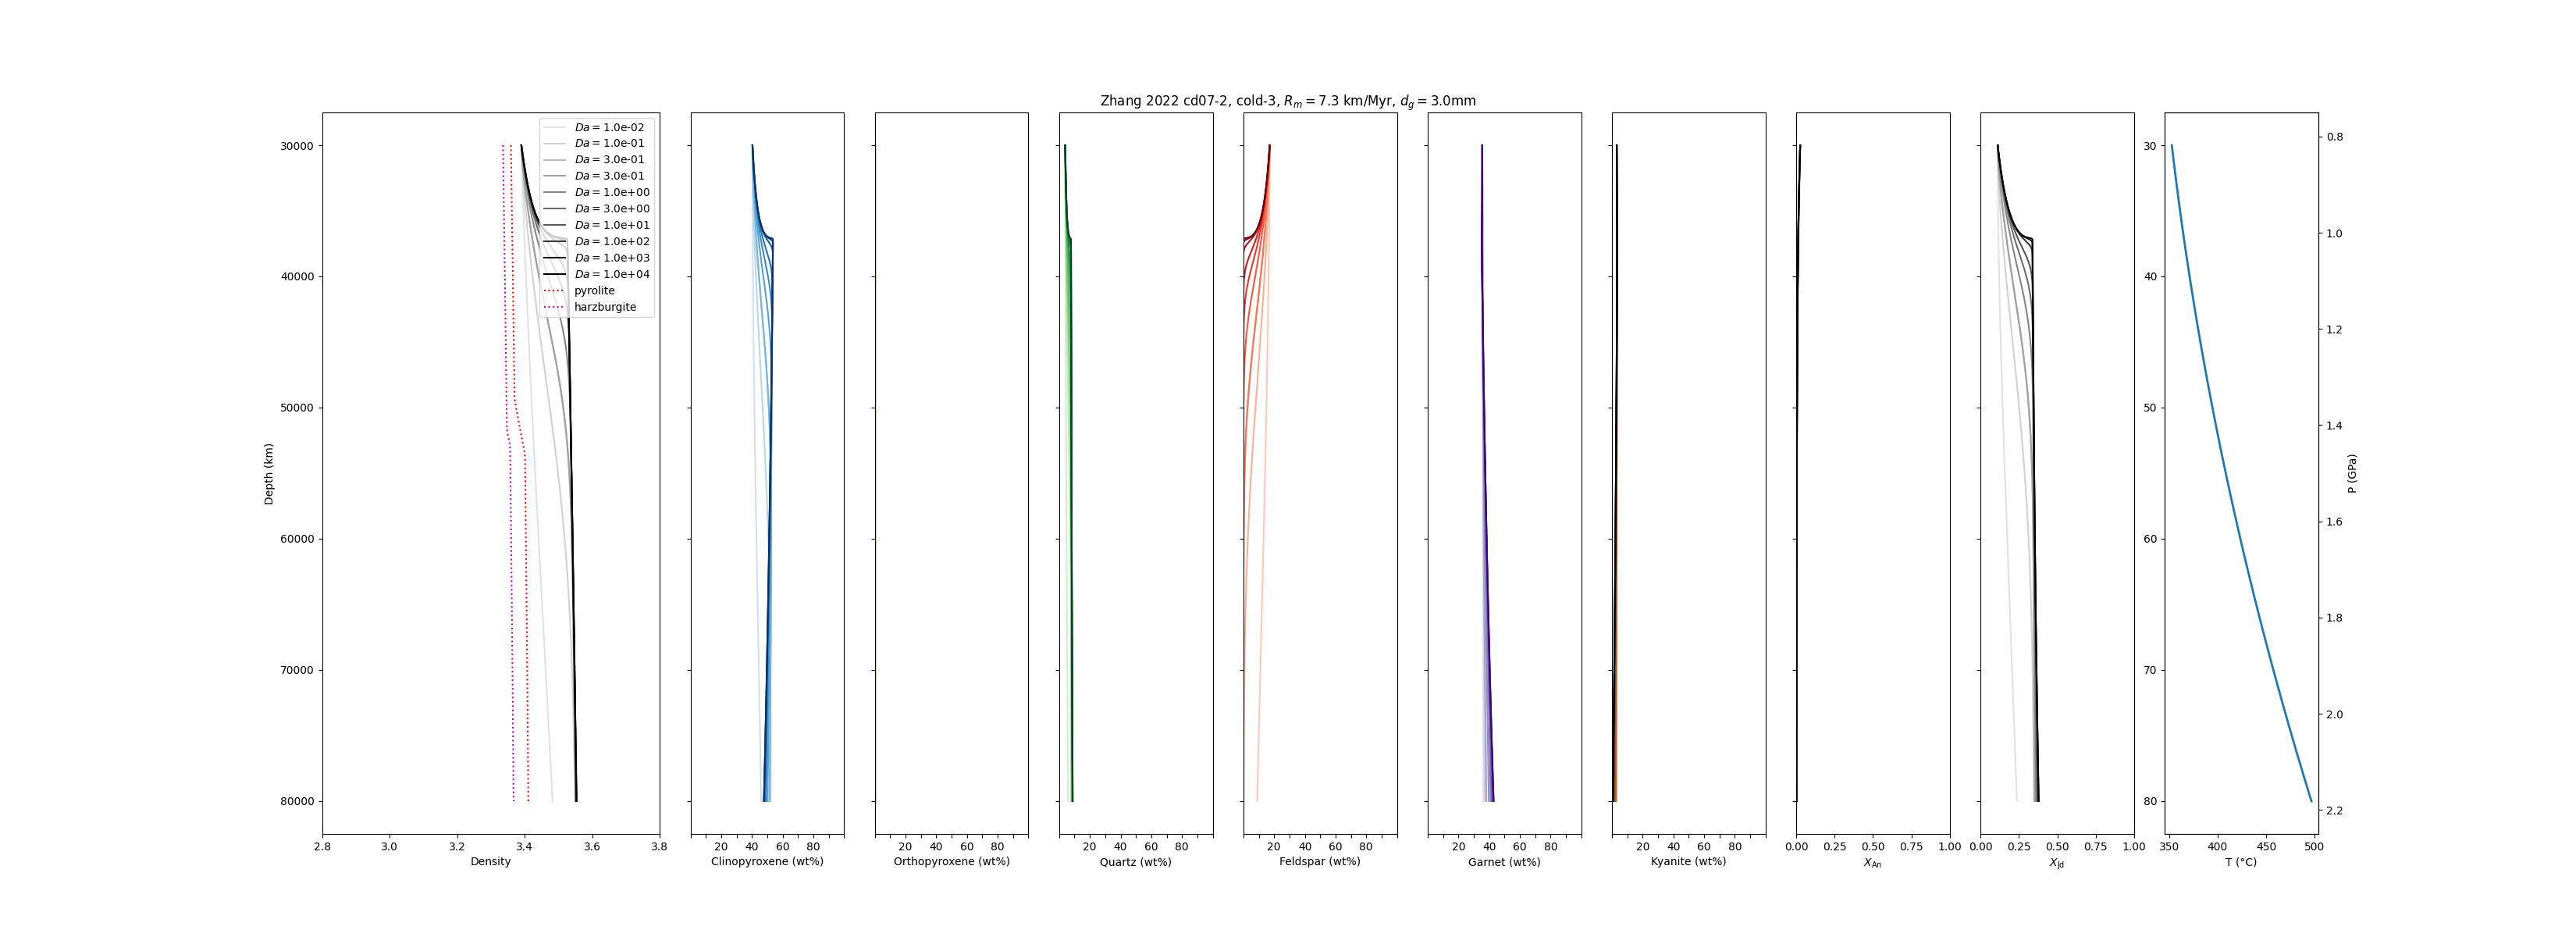 Zhang 2022 cd07-2, cold-3, Rₘ = 7.3 km/Myr, d_g = 3.0mm
Da = 1.0e-02
Da = 1.0e-01
Da = 3.0e-01
Da = 3.0e-01
Da = 1.0e+00
Da = 3.0e+00
Da = 1.0e+01
Da = 1.0e+02
Da = 1.0e+03
Da = 1.0e+04
pyrolite
harzburgite
Depth (km)
30000
40000
50000
60000
70000
80000
2.8 3.0 3.2 3.4 3.6 3.8
Density
20 40 60 80
Clinopyroxene (wt%)
20 40 60 80
Orthopyroxene (wt%)
20 40 60 80
Quartz (wt%)
20 40 60 80
Feldspar (wt%)
20 40 60 80
Garnet (wt%)
20 40 60 80
Kyanite (wt%)
0.00 0.25 0.50 0.75 1.00
X_An
0.00 0.25 0.50 0.75 1.00
X_Jd
30
40
50
60
70
80
350 400 450 500
T (°C)
0.8
1.0
1.2
1.4
1.6
1.8
2.0
2.2
P (GPa)